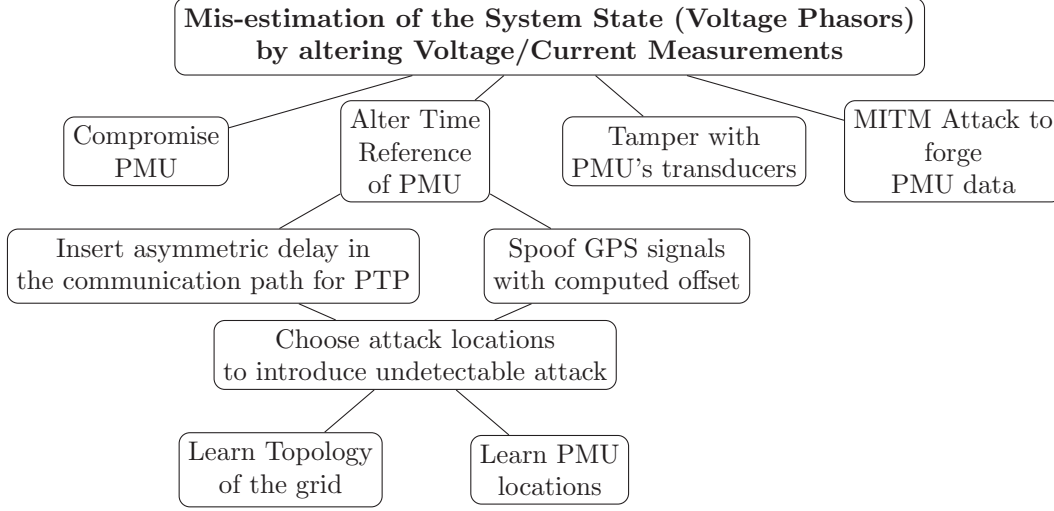 Mis-estimation of the System State (Voltage Phasors)
by altering Voltage/Current Measurements
Compromise
PMU
Alter Time
Reference
of PMU
Tamper with
PMU's transducers
MITM Attack to
forge
PMU data
Insert asymmetric delay in
the communication path for PTP
Spoof GPS signals
with computed offset
Choose attack locations
to introduce undetectable attack
Learn Topology
of the grid
Learn PMU
locations